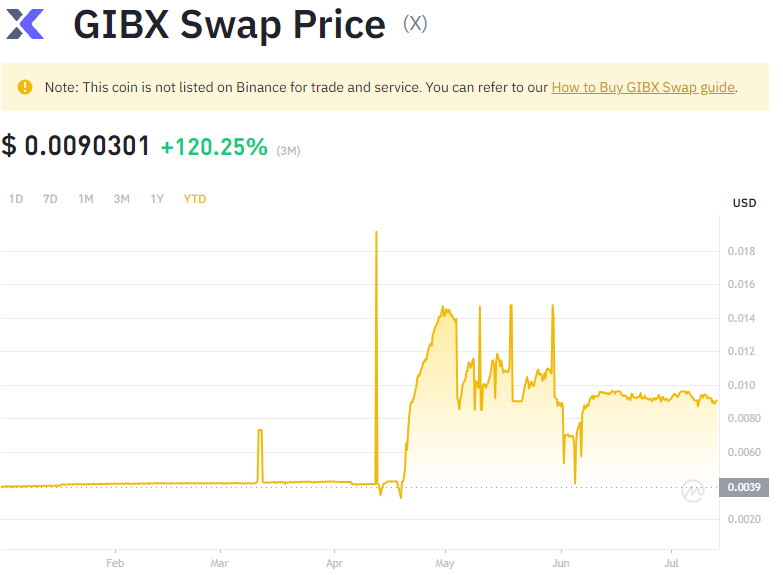 GIBX Swap Price (X)
Note: This coin is not listed on Binance for trade and service. You can refer to our How to Buy GIBX Swap guide.
$ 0.0090301 +120.25% (3M)
1D 7D 1M 3M 1Y YTD
USD
0.018
0.016
0.014
0.012
0.010
0.0080
0.0060
0.0039
0.0020
Feb Mar Apr May Jun Jul